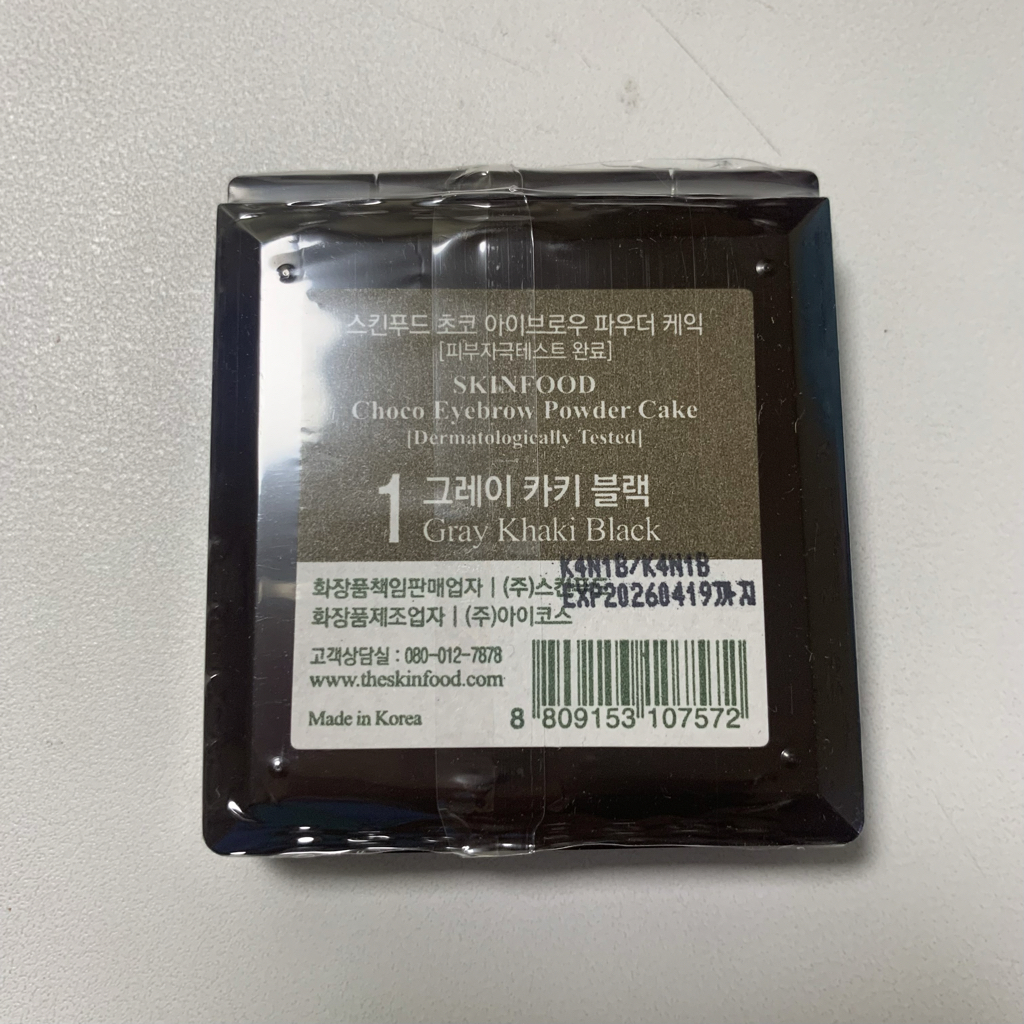 스킨푸드 초코 아이브로우 파우더 케익
[피부자극테스트 완료]
SKINFOOD
Choco Eyebrow Powder Cake
[Dermatologically Tested]
1 그레이 카키 블랙
Gray Khaki Black
K4N1B/K4N1B
화장품책임판매업자 | (주)스킨푸드
EXP20260419까지
화장품제조업자 | (주)아이코스
고객상담실 : 080-012-7878
www.theskinfood.com
Made in Korea
8 809153 107572